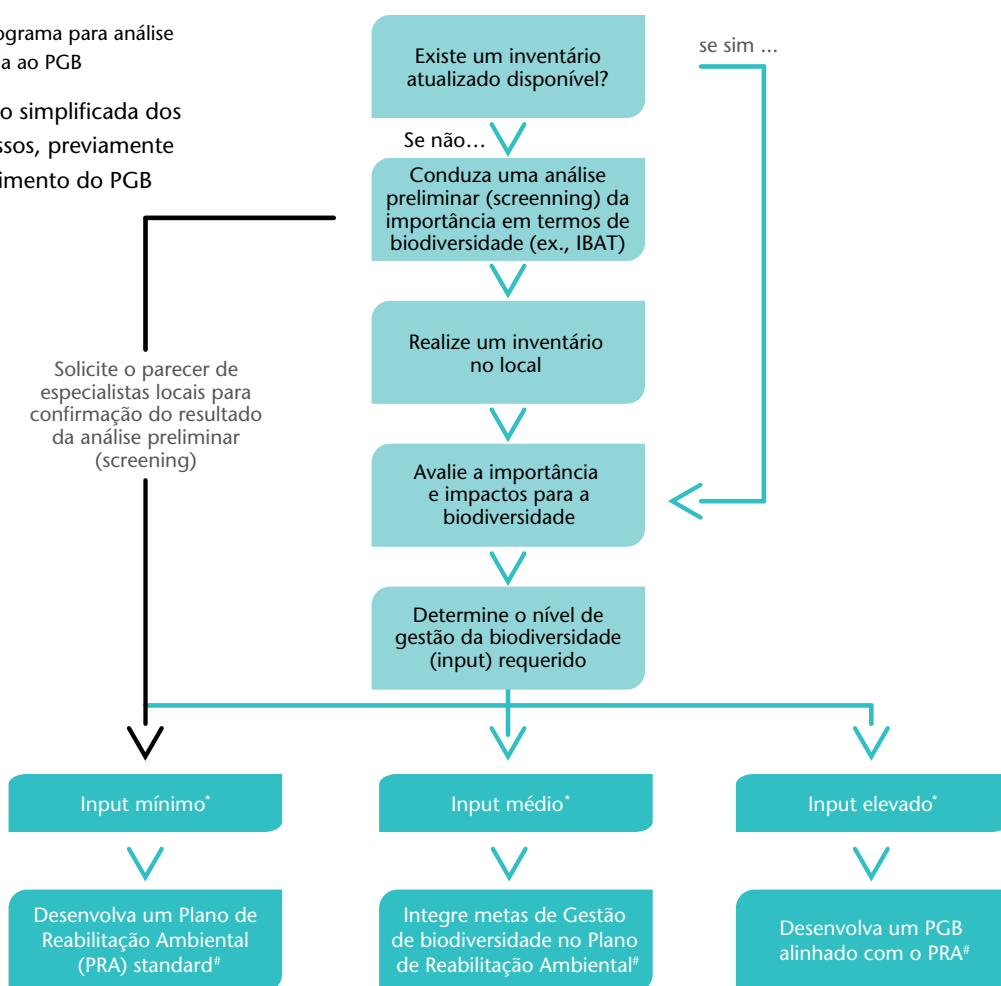 ograma para análise
ia ao PGB
o simplificada dos
ssos, previamente
imento do PGB
Existe um inventário
atualizado disponível?
se sim ...
Se não...
Conduza uma análise
preliminar (screenning) da
importância em termos de
biodiversidade (ex., IBAT)
Realize um inventário
no local
Solicite o parecer de
especialistas locais para
confirmação do resultado
da análise preliminar
(screening)
Avalie a importância
e impactos para a
biodiversidade
Determine o nível de
gestão da biodiversidade
(input) requerido
Input mínimo*
Input médio*
Input elevado*
Desenvolva um Plano de
Reabilitação Ambiental
(PRA) standard#
Integre metas de Gestão
de biodiversidade no Plano
de Reabilitação Ambiental#
Desenvolva um PGB
alinhado com o PRA#